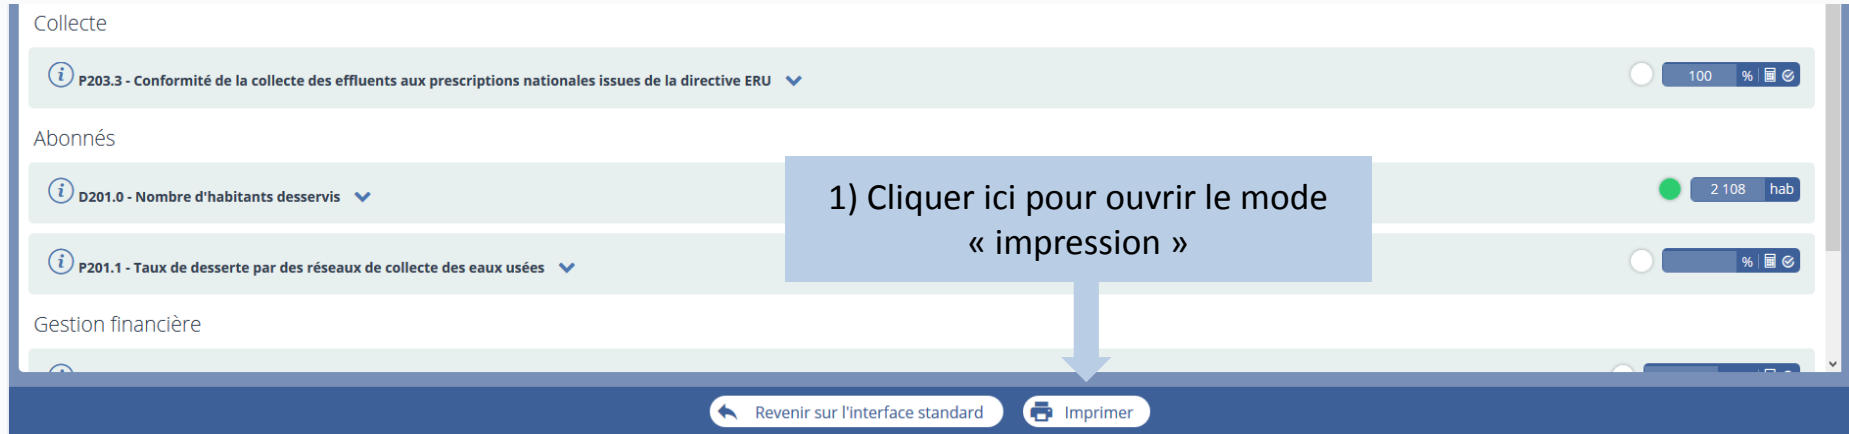 Collecte
P203.3 - Conformité de la collecte des effluents aux prescriptions nationales issues de la directive ERU
100 %
Abonnés
D201.0 - Nombre d'habitants desservis
2 108 hab
1) Cliquer ici pour ouvrir le mode
« impression »
P201.1 - Taux de desserte par des réseaux de collecte des eaux usées
%
Gestion financière
Revenir sur l'interface standard
Imprimer